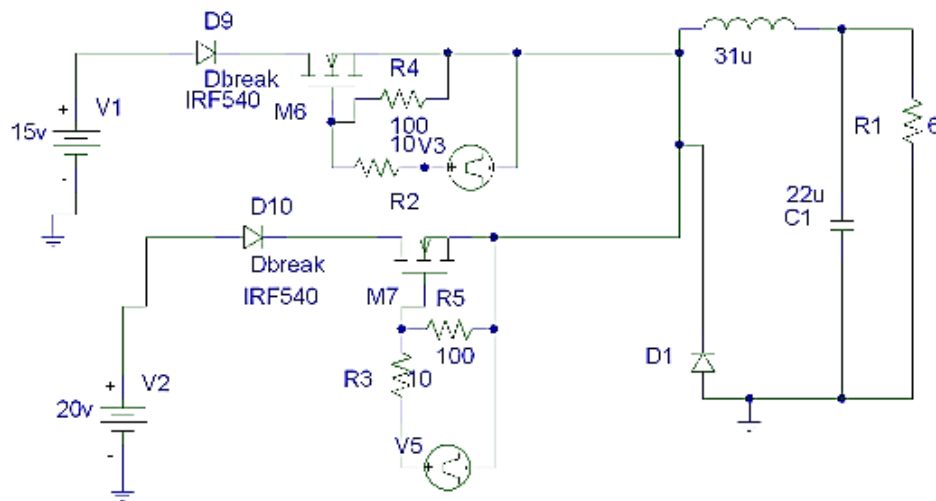 D9
Dbreak
IRF540
M6
R4
100
10
V3
R2
+
V1
15v
-
31u
R1
6
22u
C1
D10
Dbreak
IRF540
M7
R5
100
R3
10
V5
+
V2
20v
-
D1